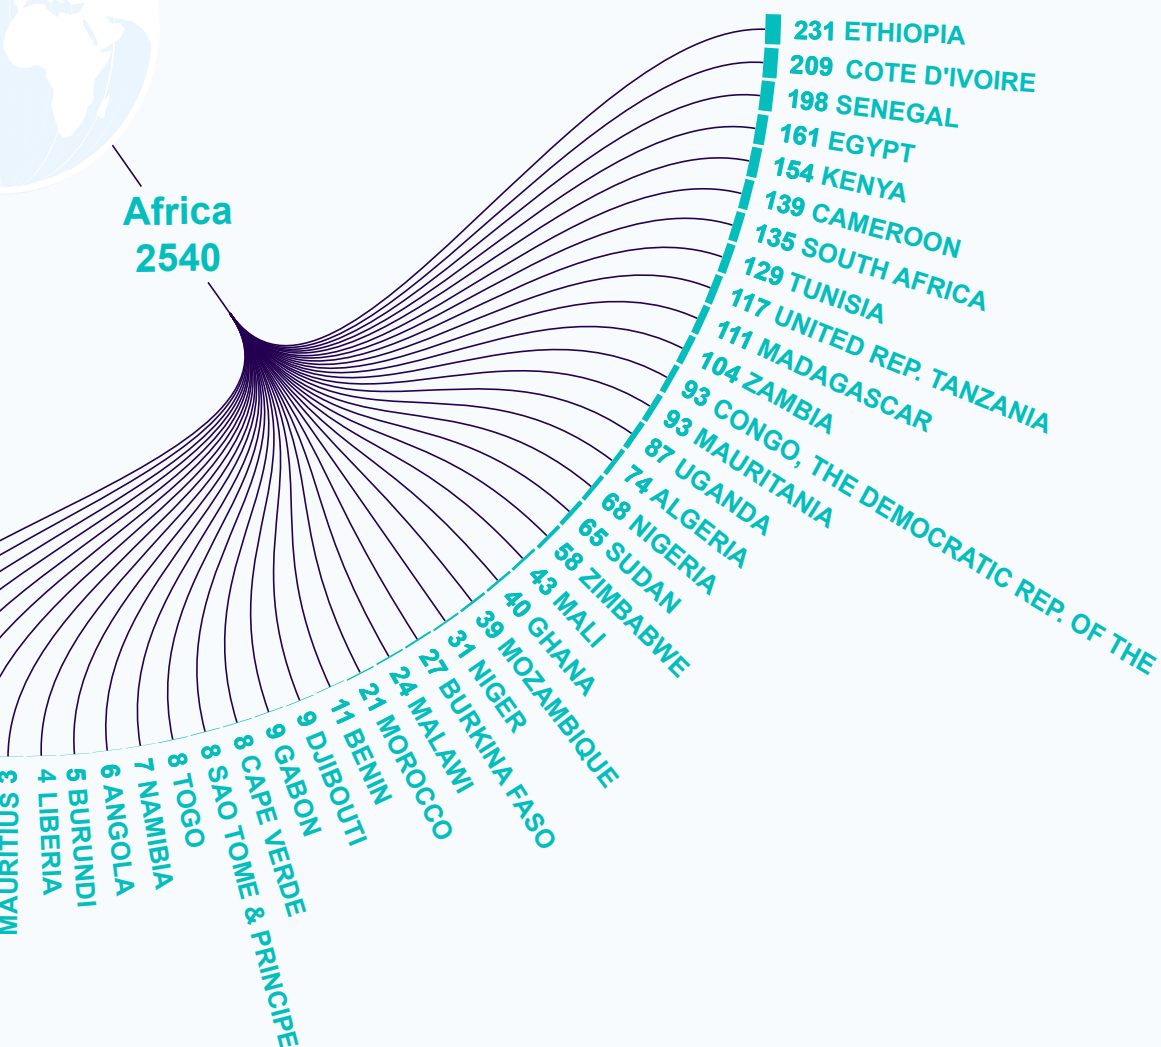 Africa
2540
231 ETHIOPIA
209 COTE D'IVOIRE
198 SENEGAL
161 EGYPT
154 KENYA
139 CAMEROON
135 SOUTH AFRICA
129 TUNISIA
117 UNITED REP. TANZANIA
111 MADAGASCAR
104 ZAMBIA
93 CONGO, THE DEMOCRATIC REP. OF THE
93 MAURITANIA
87 UGANDA
74 ALGERIA
68 NIGERIA
65 SUDAN
58 ZIMBABWE
43 MALI
40 GHANA
39 MOZAMBIQUE
31 NIGER
27 BURKINA FASO
24 MALAWI
21 MOROCCO
11 BENIN
9 DJIBOUTI
9 GABON
8 CAPE VERDE
8 SAO TOME & PRINCIPE
8 TOGO
7 NAMIBIA
6 ANGOLA
5 BURUNDI
4 LIBERIA
MAURITIUS 3